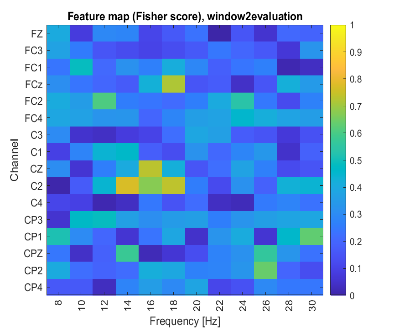 Feature map (Fisher score), window2evaluation
FZ
FC3
FC1
FCz
FC2
FC4
C3
C1
CZ
C2
C4
CP3
CP1
CPZ
CP2
CP4
Channel
8 10 12 14 16 18 20 22 24 26 28 30
Frequency [Hz]
1
0.9
0.8
0.7
0.6
0.5
0.4
0.3
0.2
0.1
0